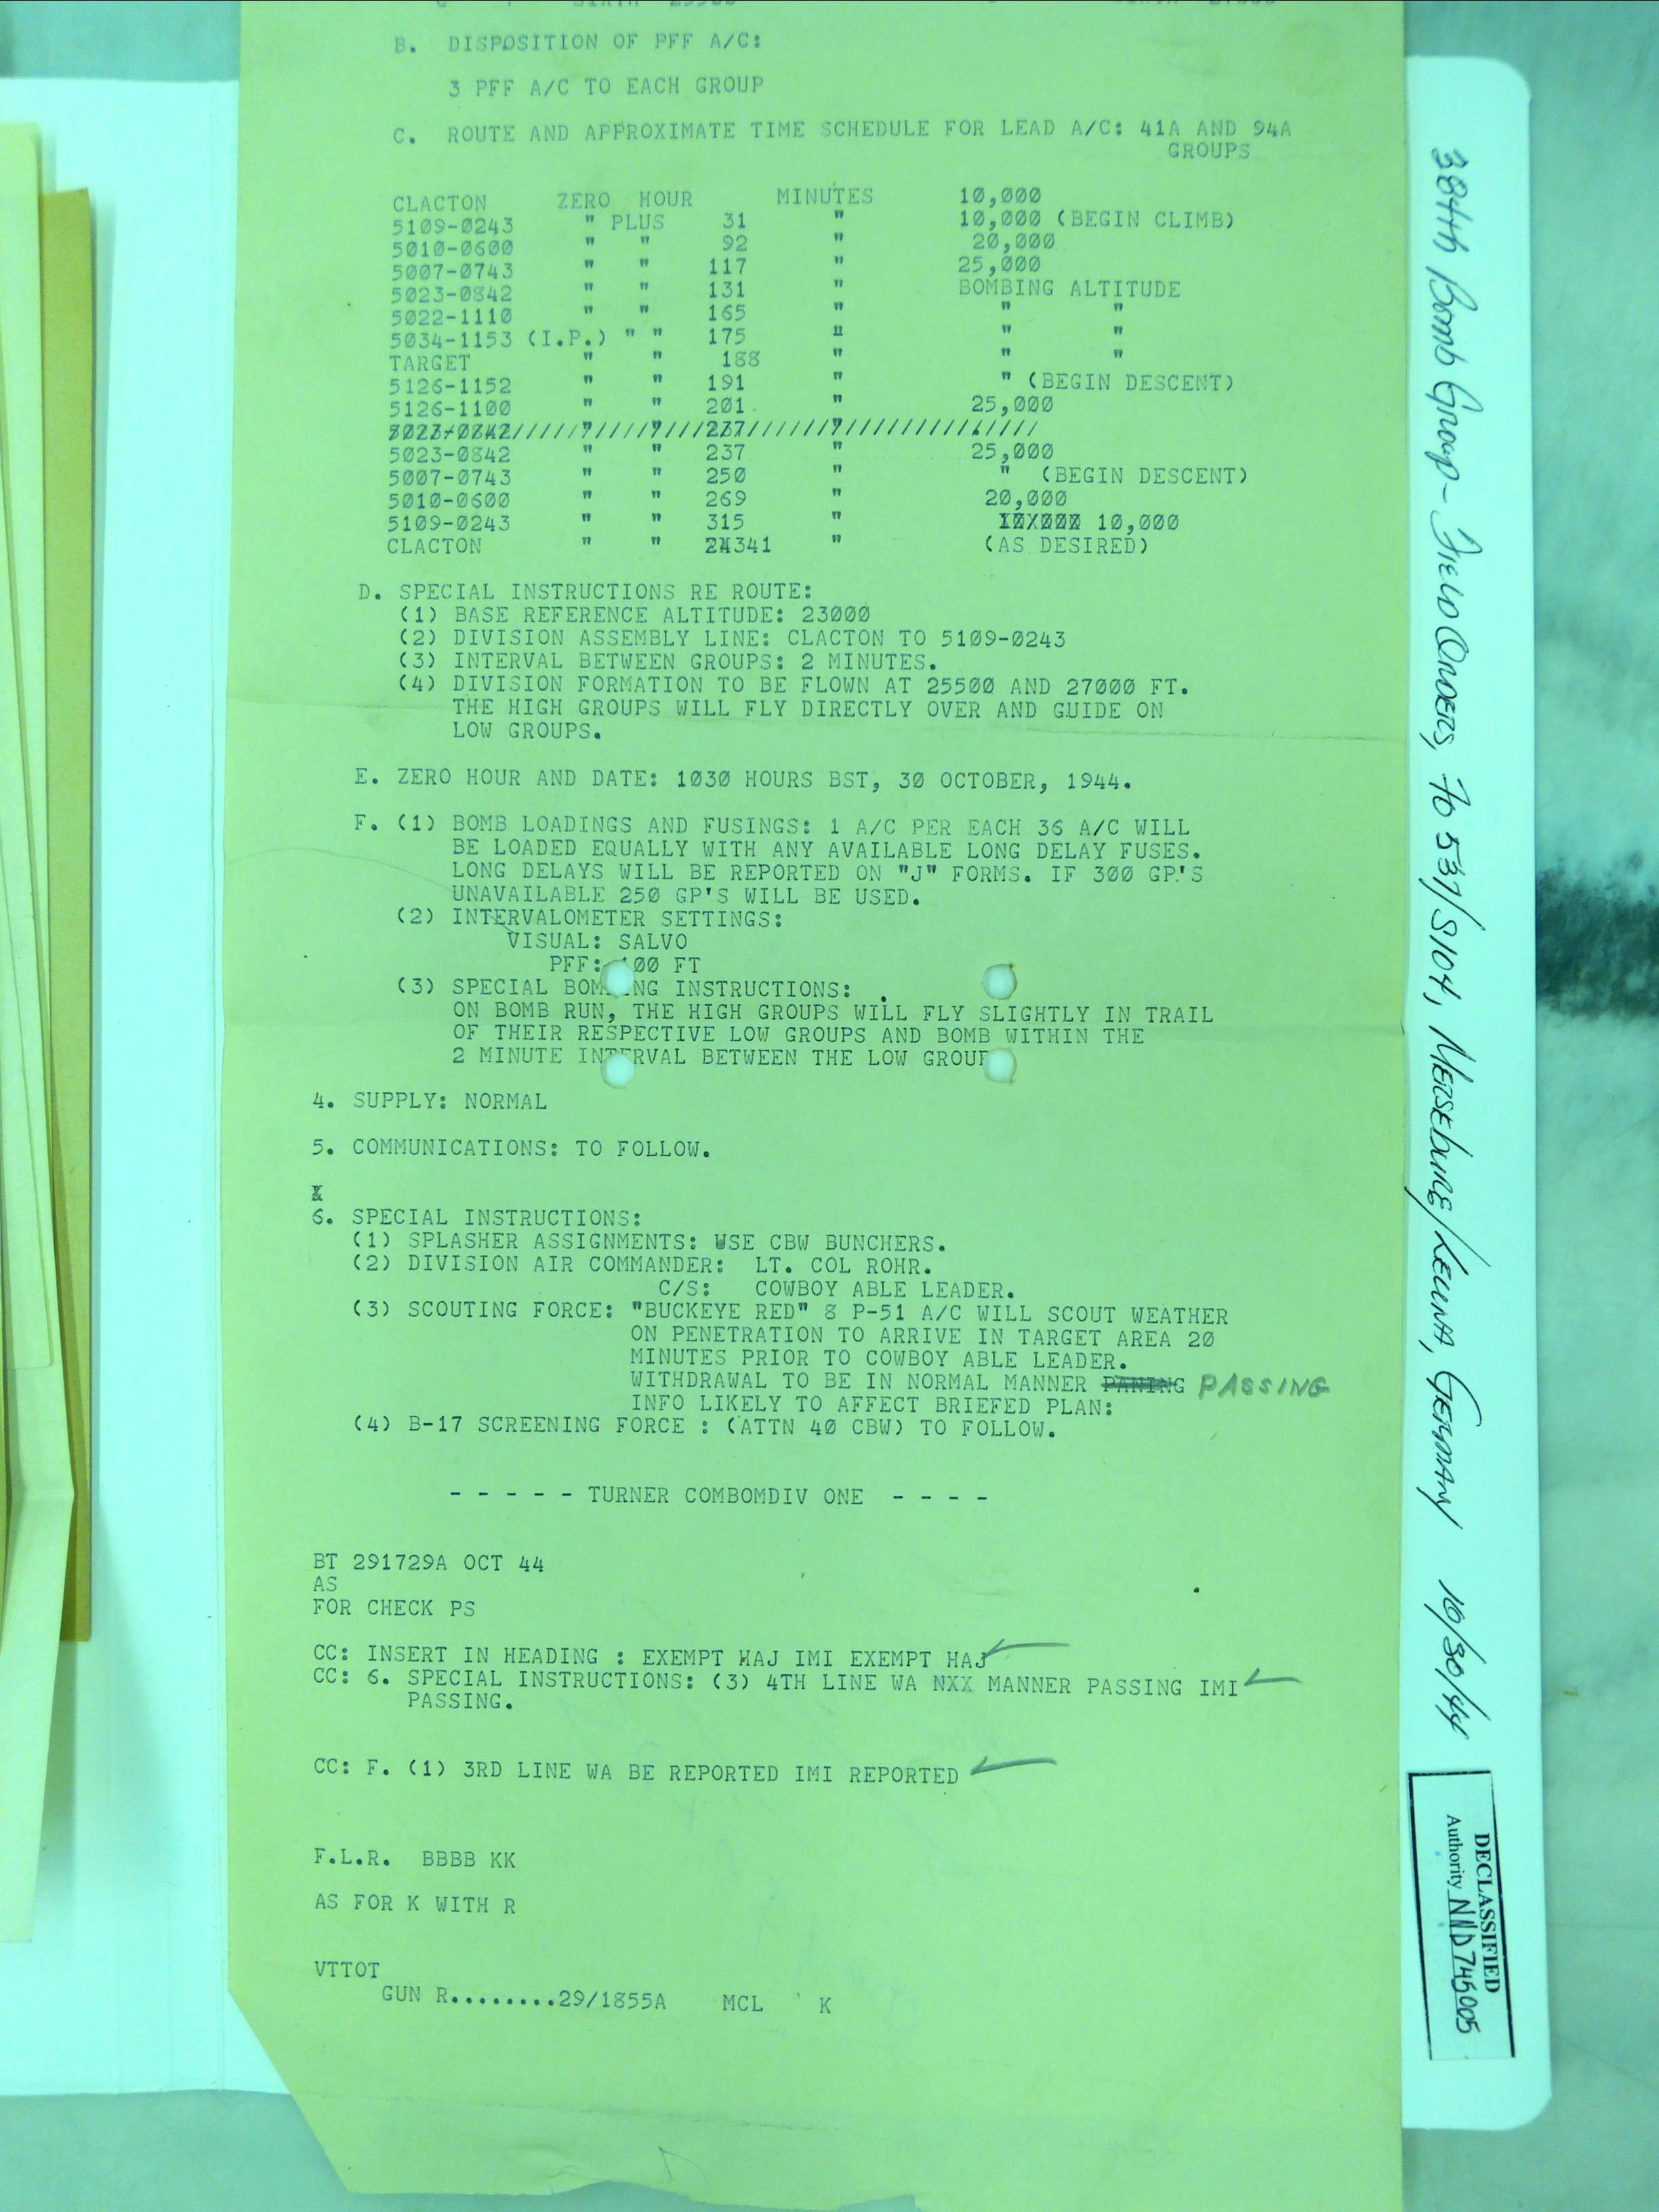 SIXTH 25500
B. DISPOSITION OF PFF A/C:
3 PFF A/C TO EACH GROUP
C. ROUTE AND APPROXIMATE TIME SCHEDULE FOR LEAD A/C: 41A AND 94A
GROUPS
CLACTON ZERO HOUR MINUTES 10,000
5109-0243 " PLUS 31 " 10,000 (BEGIN CLIMB)
5010-0600 " " 92 " 20,000
5007-0743 " " 117 " 25,000
5023-0842 " " 131 " BOMBING ALTITUDE
5022-1110 " " 165 " " "
5034-1153 (I.P.) " " 175 " " "
TARGET " " 188 " " "
5126-1152 " " 191 " " (BEGIN DESCENT)
5126-1100 " " 201 " 25,000
5023-0842 237
5023-0842 " " 237 " 25,000
5007-0743 " " 250 " " (BEGIN DESCENT)
5010-0600 " " 269 " 20,000
5109-0243 " " 315 " 10,000
CLACTON " " 341 " (AS DESIRED)
D. SPECIAL INSTRUCTIONS RE ROUTE:
(1) BASE REFERENCE ALTITUDE: 23000
(2) DIVISION ASSEMBLY LINE: CLACTON TO 5109-0243
(3) INTERVAL BETWEEN GROUPS: 2 MINUTES.
(4) DIVISION FORMATION TO BE FLOWN AT 25500 AND 27000 FT.
THE HIGH GROUPS WILL FLY DIRECTLY OVER AND GUIDE ON
LOW GROUPS.
E. ZERO HOUR AND DATE: 1030 HOURS BST, 30 OCTOBER, 1944.
F. (1) BOMB LOADINGS AND FUSINGS: 1 A/C PER EACH 36 A/C WILL
BE LOADED EQUALLY WITH ANY AVAILABLE LONG DELAY FUSES.
LONG DELAYS WILL BE REPORTED ON "J" FORMS. IF 300 GP'S
UNAVAILABLE 250 GP'S WILL BE USED.
(2) INTERVALOMETER SETTINGS:
VISUAL: SALVO
PFF: 100 FT
(3) SPECIAL BOMBING INSTRUCTIONS:
ON BOMB RUN, THE HIGH GROUPS WILL FLY SLIGHTLY IN TRAIL
OF THEIR RESPECTIVE LOW GROUPS AND BOMB WITHIN THE
2 MINUTE INTERVAL BETWEEN THE LOW GROUP
4. SUPPLY: NORMAL
5. COMMUNICATIONS: TO FOLLOW.
6. SPECIAL INSTRUCTIONS:
(1) SPLASHER ASSIGNMENTS: USE CBW BUNCHERS.
(2) DIVISION AIR COMMANDER: LT. COL ROHR.
C/S: COWBOY ABLE LEADER.
(3) SCOUTING FORCE: "BUCKEYE RED" 8 P-51 A/C WILL SCOUT WEATHER
ON PENETRATION TO ARRIVE IN TARGET AREA 20
MINUTES PRIOR TO COWBOY ABLE LEADER.
WITHDRAWAL TO BE IN NORMAL MANNER PANING PASSING
INFO LIKELY TO AFFECT BRIEFED PLAN:
(4) B-17 SCREENING FORCE : (ATTN 40 CBW) TO FOLLOW.
- - - - - TURNER COMBOMDIV ONE - - - -
BT 291729A OCT 44
AS
FOR CHECK PS
CC: INSERT IN HEADING : EXEMPT HAJ IMI EXEMPT HAJ
CC: 6. SPECIAL INSTRUCTIONS: (3) 4TH LINE WA NXX MANNER PASSING IMI
PASSING.
CC: F. (1) 3RD LINE WA BE REPORTED IMI REPORTED
F.L.R. BBBB KK
AS FOR K WITH R
VTTOT
GUN R.........29/1855A MCL K
384th Bomb Group - Field Orders, to 531/S104, Merseburg/Leuna, Germany 10/30/44
DECLASSIFIED
Authority NND 745005